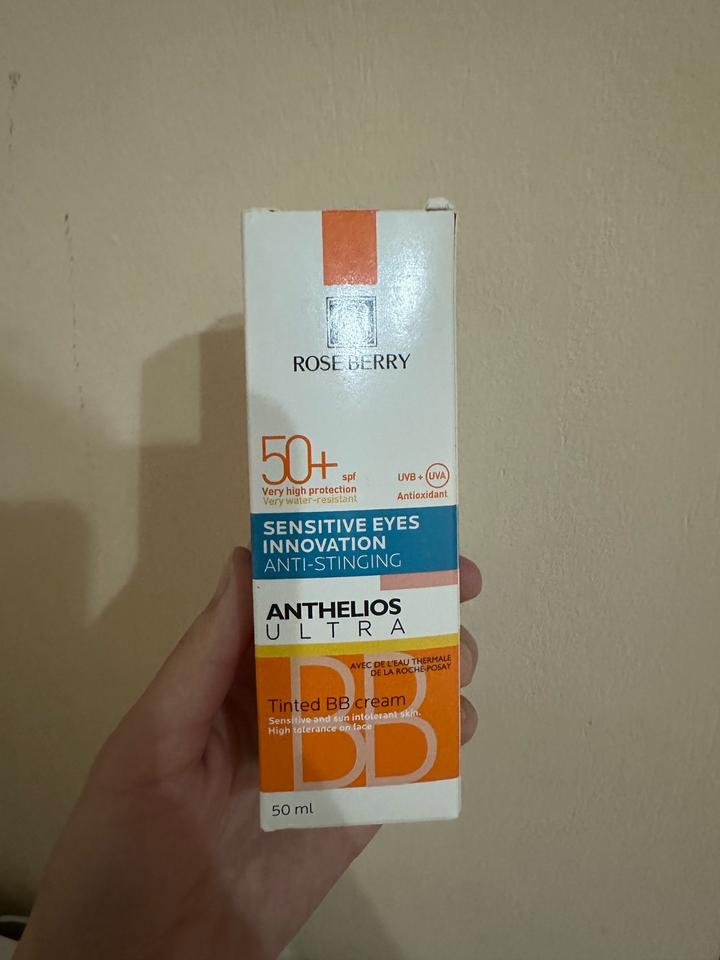 ROSE BERRY
50+ spf
Very high protection
Very water-resistant
UVB + UVA
Antioxidant
SENSITIVE EYES
INNOVATION
ANTI-STINGING
ANTHELIOS
ULTRA
AVEC DE L'EAU THERMALE
DE LA ROCHE-POSAY
BB
Tinted BB cream
Sensitive and sun intolerant skin.
High tolerance on face
50 ml